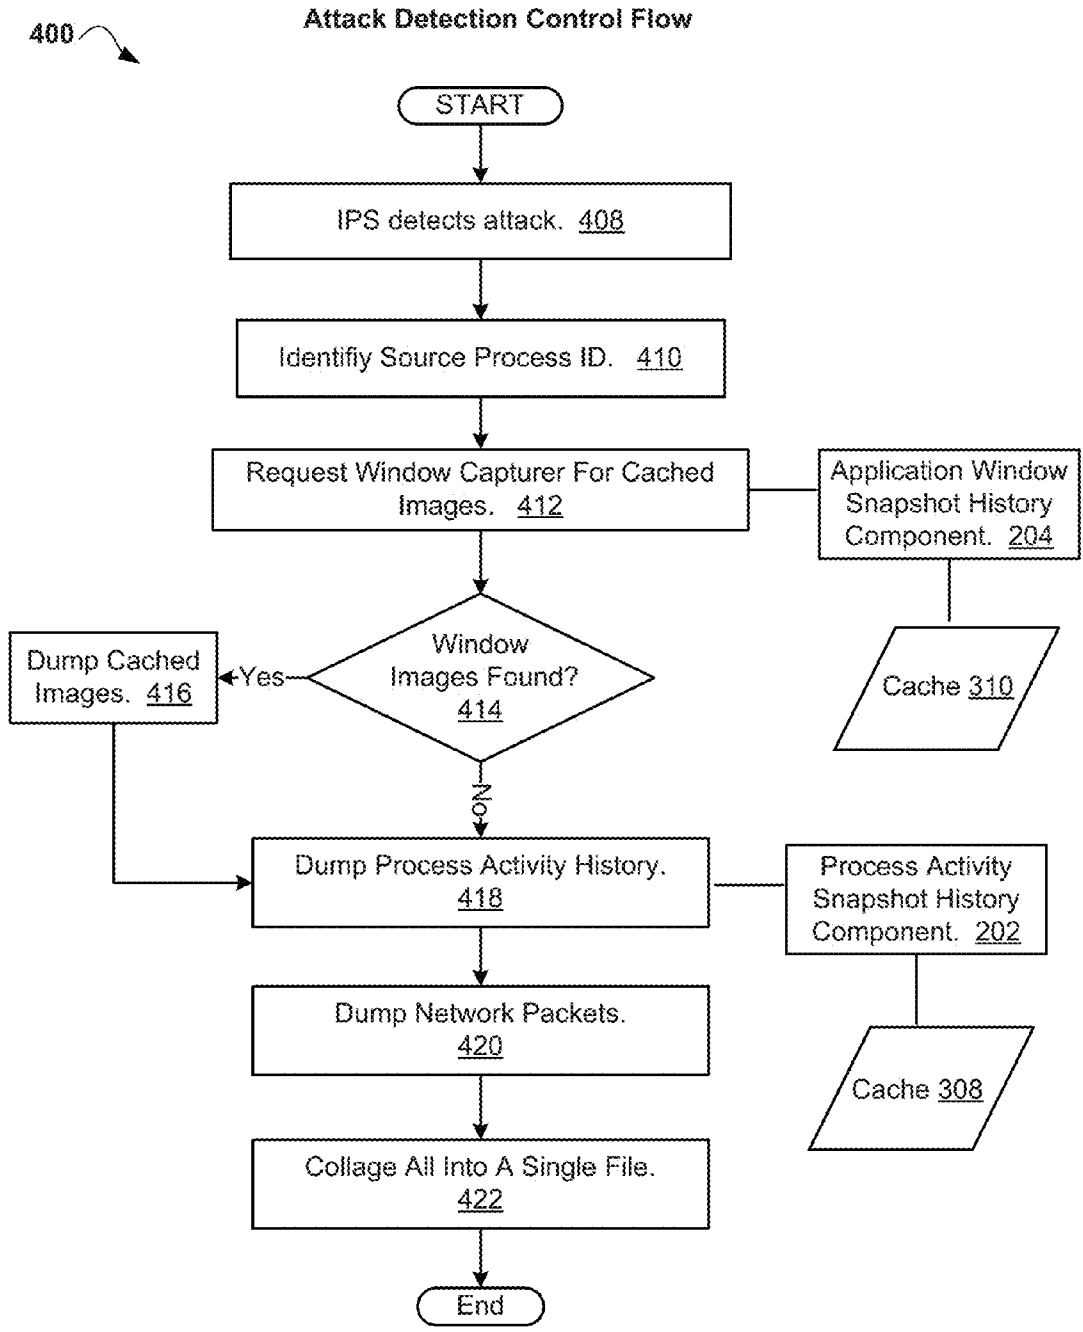 Attack Detection Control Flow
400
START
IPS detects attack. 408
Identifiy Source Process ID. 410
Request Window Capturer For Cached
Images. 412
Application Window
Snapshot History
Component. 204
Cache 310
Window
Images Found?
414
Yes
Dump Cached
Images. 416
No
Dump Process Activity History.
418
Process Activity
Snapshot History
Component. 202
Cache 308
Dump Network Packets.
420
Collage All Into A Single File.
422
End